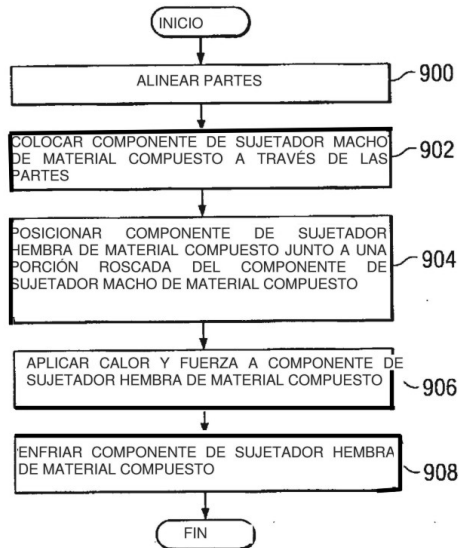 INICIO
ALINEAR PARTES
900
COLOCAR COMPONENTE DE SUJETADOR MACHO
DE MATERIAL COMPUESTO A TRAVÉS DE LAS
PARTES
902
POSICIONAR COMPONENTE DE SUJETADOR
HEMBRA DE MATERIAL COMPUESTO JUNTO A UNA
PORCIÓN ROSCADA DEL COMPONENTE DE
SUJETADOR MACHO DE MATERIAL COMPUESTO
904
APLICAR CALOR Y FUERZA A COMPONENTE DE
SUJETADOR HEMBRA DE MATERIAL COMPUESTO
906
ENFRIAR COMPONENTE DE SUJETADOR HEMBRA
DE MATERIAL COMPUESTO
908
FIN